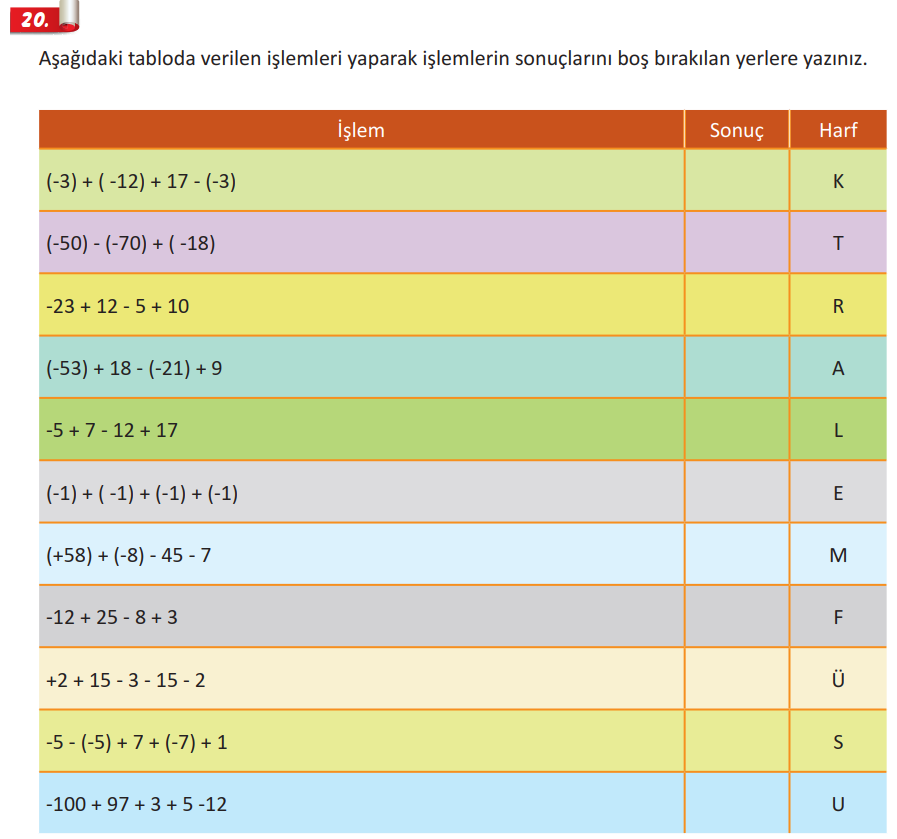 20.
Aşağıdaki tabloda verilen işlemleri yaparak işlemlerin sonuçlarını boş bırakılan yerlere yazınız.
İşlem Sonuç Harf
(-3) + ( -12) + 17 - (-3) K
(-50) - (-70) + ( -18) T
-23 + 12 - 5 + 10 R
(-53) + 18 - (-21) + 9 A
-5 + 7 - 12 + 17 L
(-1) + ( -1) + (-1) + (-1) E
(+58) + (-8) - 45 - 7 M
-12 + 25 - 8 + 3 F
+2 + 15 - 3 - 15 - 2 Ü
-5 - (-5) + 7 + (-7) + 1 S
-100 + 97 + 3 + 5 -12 U